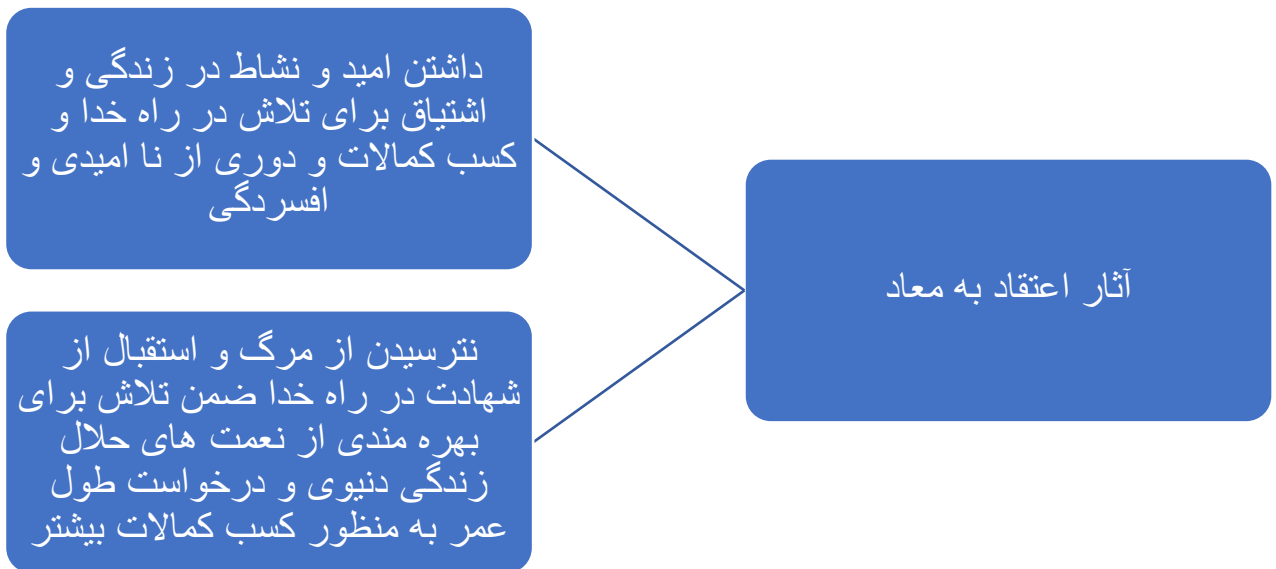 آثار اعتقاد به معاد
داشتن امید و نشاط در زندگی و
اشتیاق برای تلاش در راه خدا و
کسب کمالات و دوری از نا امیدی و
افسردگی
نترسیدن از مرگ و استقبال از
شهادت در راه خدا ضمن تلاش برای
بهره مندی از نعمت های حلال
زندگی دنیوی و درخواست طول
عمر به منظور کسب کمالات بیشتر